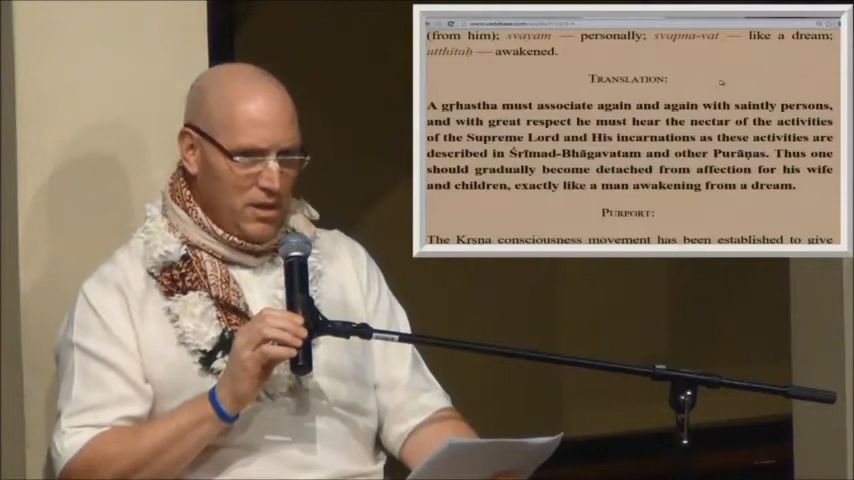 www.vedabase.com
(from him); svayam — personally; svapna-vat — like a dream;
utthitaḥ — awakened.
Translation:
A gṛhastha must associate again and again with saintly persons,
and with great respect he must hear the nectar of the activities
of the Supreme Lord and His incarnations as these activities are
described in Śrīmad-Bhāgavatam and other Purāṇas. Thus one
should gradually become detached from affection for his wife
and children, exactly like a man awakening from a dream.
Purport:
The Kṛṣṇa consciousness movement has been established to give